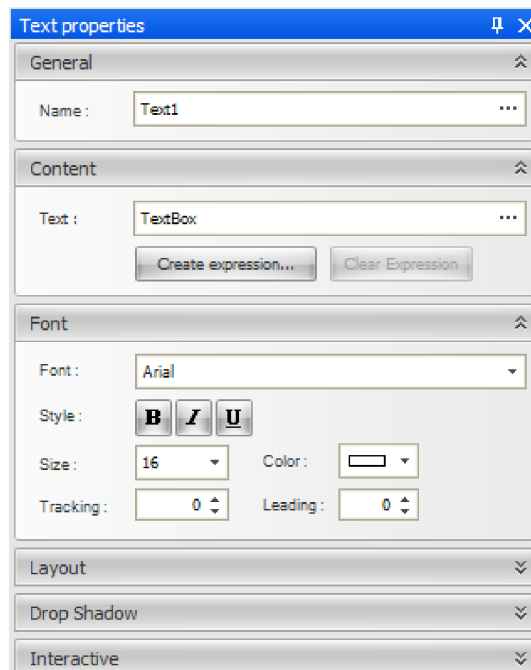 Text properties
General
Name : Text1 ...
Content
Text : TextBox ...
Create expression... Clear Expression
Font
Font : Arial
Style : B I U
Size : 16 Color :
Tracking : 0 Leading : 0
Layout
Drop Shadow
Interactive